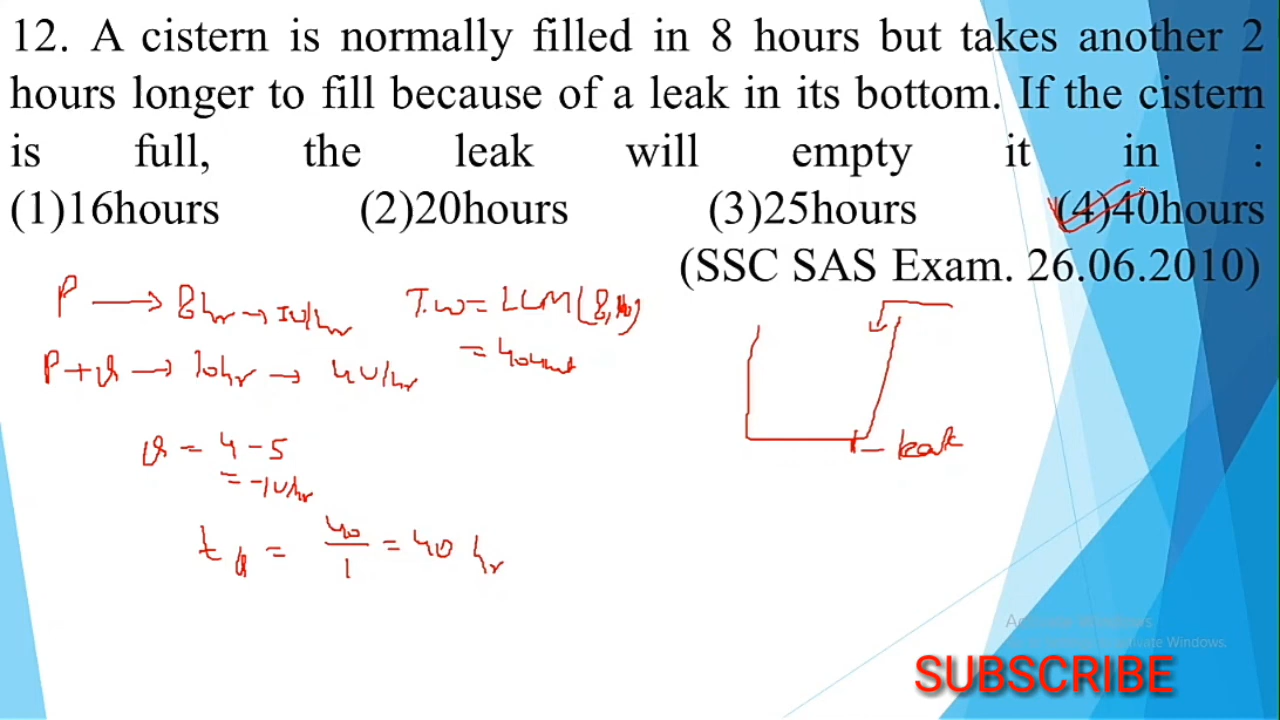 12. A cistern is normally filled in 8 hours but takes another 2
hours longer to fill because of a leak in its bottom. If the cistern
is full, the leak will empty it in :
(1)16hours (2)20hours (3)25hours (4)40hours
(SSC SAS Exam. 26.06.2010)
P → 8hr → 5U/hr T.W = LCM(8,10)
= 40unit
P+l → 10hr → 4U/hr
l = 4 - 5
= -1U/hr
leak
t l = 40/1 = 40 hr
SUBSCRIBE